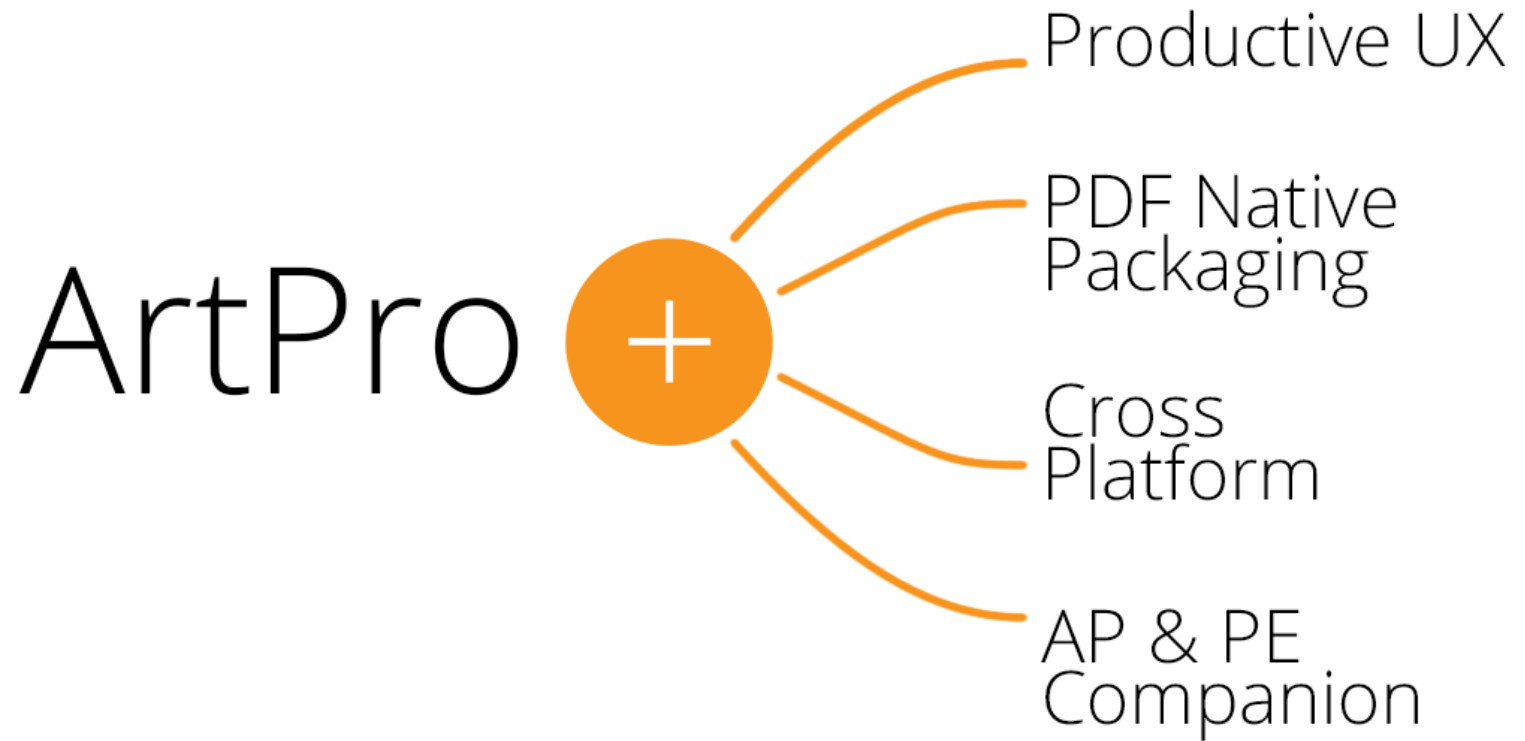 ArtPro +
Productive UX
PDF Native
Packaging
Cross
Platform
AP & PE
Companion